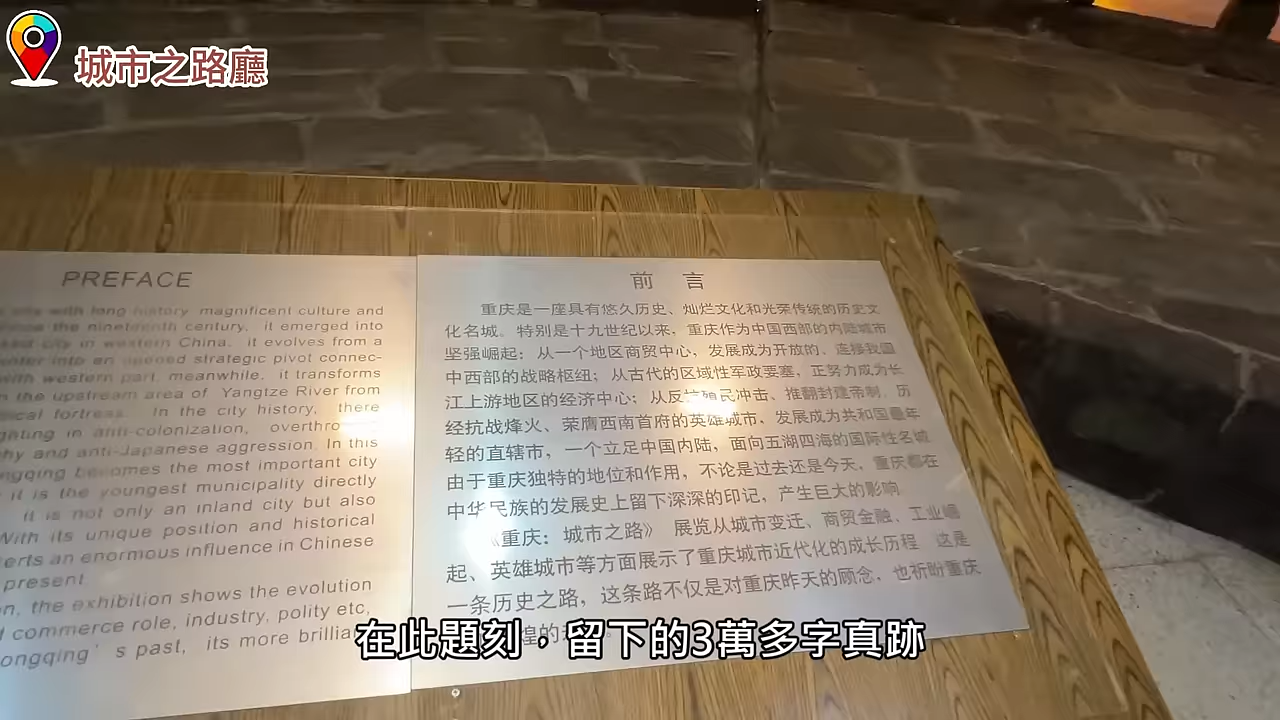 城市之路廳
PREFACE
with long history magnificent culture and
the nineteenth century, it emerged into
city in western China. it evolves from a
into an opened strategic pivot connec-
with western part, meanwhile, it transforms
the upstream area of Yangtze River from
fortress. In the city history, there
in anti-colonization,
and anti-Japanese aggression. In this
becomes the most important city
it is the youngest municipality directly
it is not only an inland city but also
With its unique position and historical
an enormous influence in Chinese
present.
the exhibition shows the evolution
commerce role, industry, polity etc,
ongqing's past, its more
前 言
重庆是一座具有悠久历史、灿烂文化和光荣传统的历史文
化名城。特别是十九世纪以来，重庆作为中国西部的内陆城市
坚强崛起：从一个地区商贸中心，发展成为开放的、连接我国
中西部的战略枢纽；从古代的区域性军政要塞，正努力成为长
江上游地区的经济中心；从反抗殖民冲击、推翻封建帝制、历
经抗战烽火、荣膺西南首府的英雄城市，发展成为共和国最年
轻的直辖市，一个立足中国内陆，面向五湖四海的国际性名城
由于重庆独特的地位和作用，不论是过去还是今天，重庆都在
中华民族的发展史上留下深深的印记，产生巨大的影响
《重庆：城市之路》 展览从城市变迁、商贸金融、工业崛
起、英雄城市等方面展示了重庆城市近代化的成长历程 这是
一条历史之路，这条路不仅是对重庆昨天的顾念，也祈盼重庆
煌的
在此題刻，留下的3萬多字真跡